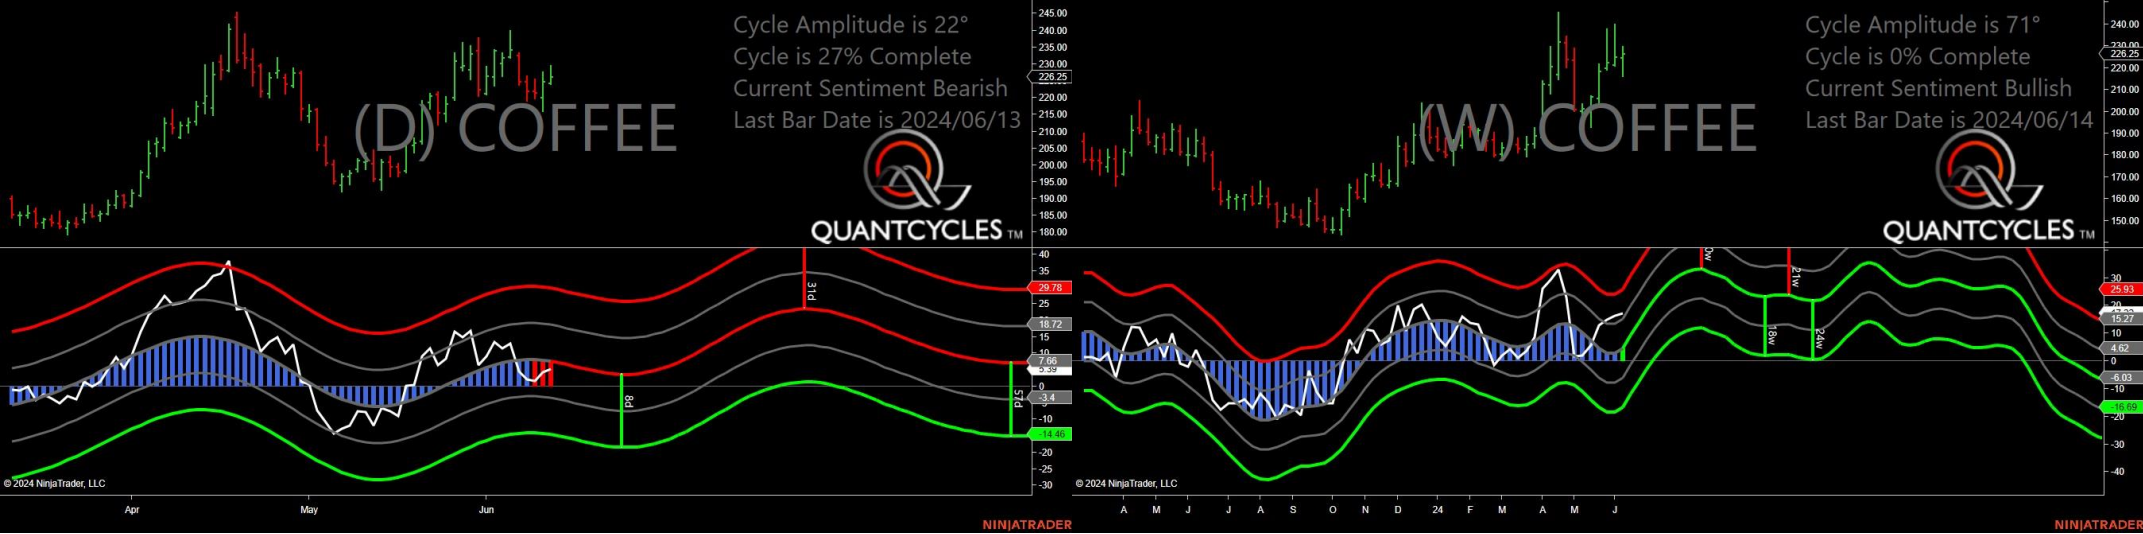 Cycle Amplitude is 22°
Cycle is 27% Complete
Current Sentiment Bearish
Last Bar Date is 2024/06/13
(D) COFFEE
QUANTCYCLES TM
245.00
240.00
235.00
230.00
226.25
220.00
215.00
210.00
205.00
200.00
195.00
190.00
185.00
180.00
40
35
29.78
25
18.72
15
10
7.66
5.39
0
-3.4
-10
-14.46
-20
-25
-30
8d
31d
57d
© 2024 NinjaTrader, LLC
Apr
May
Jun
NINJATRADER
Cycle Amplitude is 71°
Cycle is 0% Complete
Current Sentiment Bullish
Last Bar Date is 2024/06/14
(W) COFFEE
QUANTCYCLES TM
240.00
230.00
226.25
220.00
210.00
200.00
190.00
180.00
170.00
160.00
150.00
30
25.93
20
15.27
10
4.62
0
-6.03
-16.69
-20
-30
-40
21w
18w
24w
© 2024 NinjaTrader, LLC
A M J J A S O N D 24 F M A M J
NINJATRADER